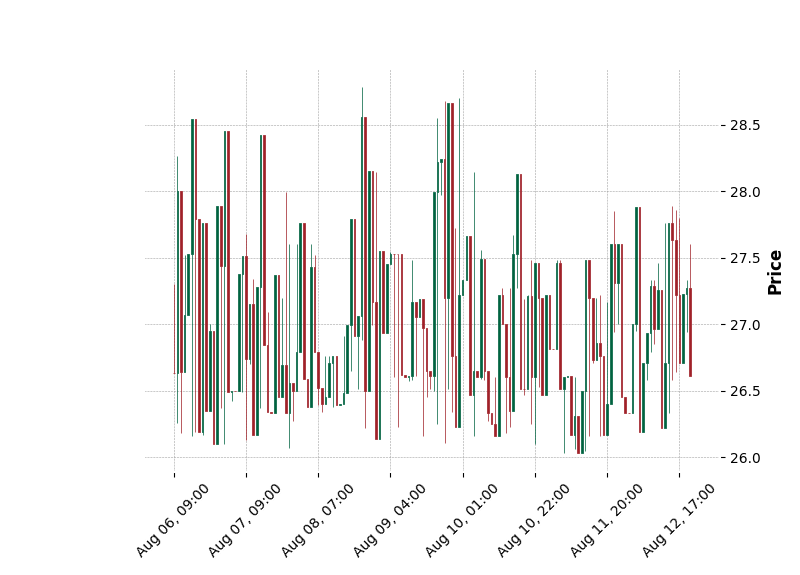 28.5
28.0
27.5
27.0
26.5
26.0
Price
Aug 06, 09:00
Aug 07, 09:00
Aug 08, 07:00
Aug 09, 04:00
Aug 10, 01:00
Aug 10, 22:00
Aug 11, 20:00
Aug 12, 17:00